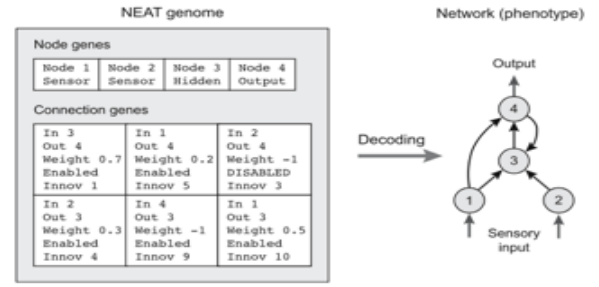 NEAT genome
Network (phenotype)
Node genes
Node 1 Node 2 Node 3 Node 4
Sensor Sensor Hidden Output
Connection genes
In 3 In 1 In 2
Out 4 Out 4 Out 4
Weight 0.7 Weight 0.2 Weight -1
Enabled Enabled DISABLED
Innov 1 Innov 5 Innov 3
In 2 In 4 In 1
Out 3 Out 3 Out 3
Weight 0.3 Weight -1 Weight 0.5
Enabled Enabled Enabled
Innov 4 Innov 9 Innov 10
Decoding
Output
4
3
1 2
Sensory
input